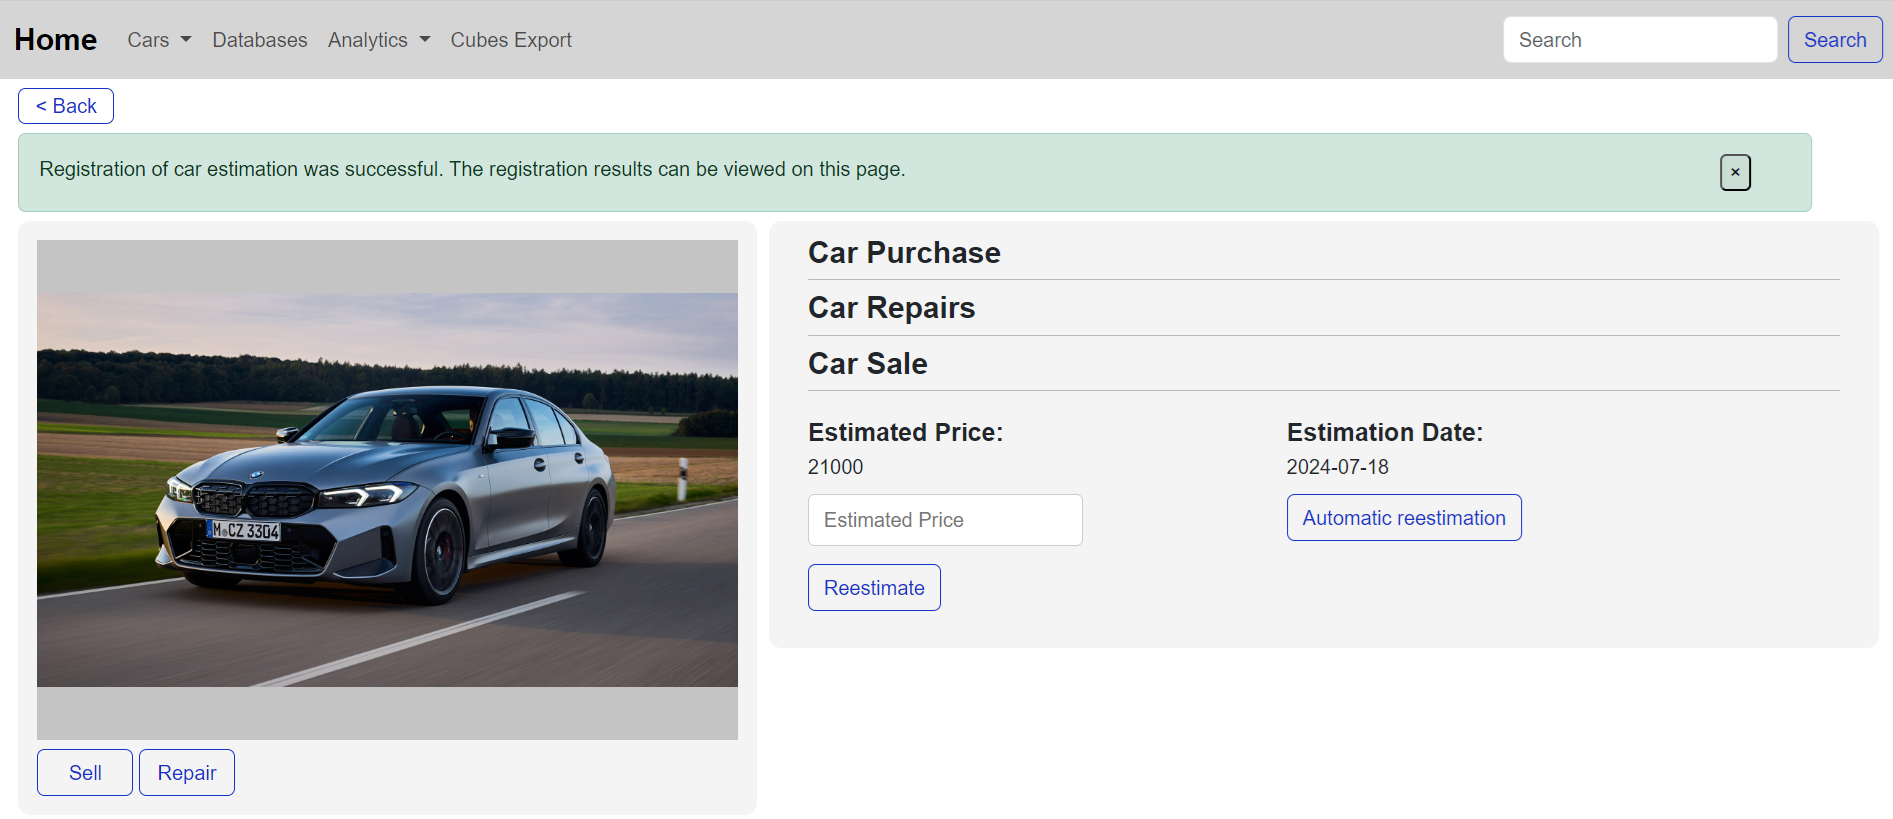 Home Cars Databases Analytics Cubes Export Search Search
< Back
Registration of car estimation was successful. The registration results can be viewed on this page. ×
Car Purchase
Car Repairs
Car Sale
Estimated Price: Estimation Date:
21000 2024-07-18
Estimated Price Automatic reestimation
Reestimate
M CZ 3304
Sell Repair